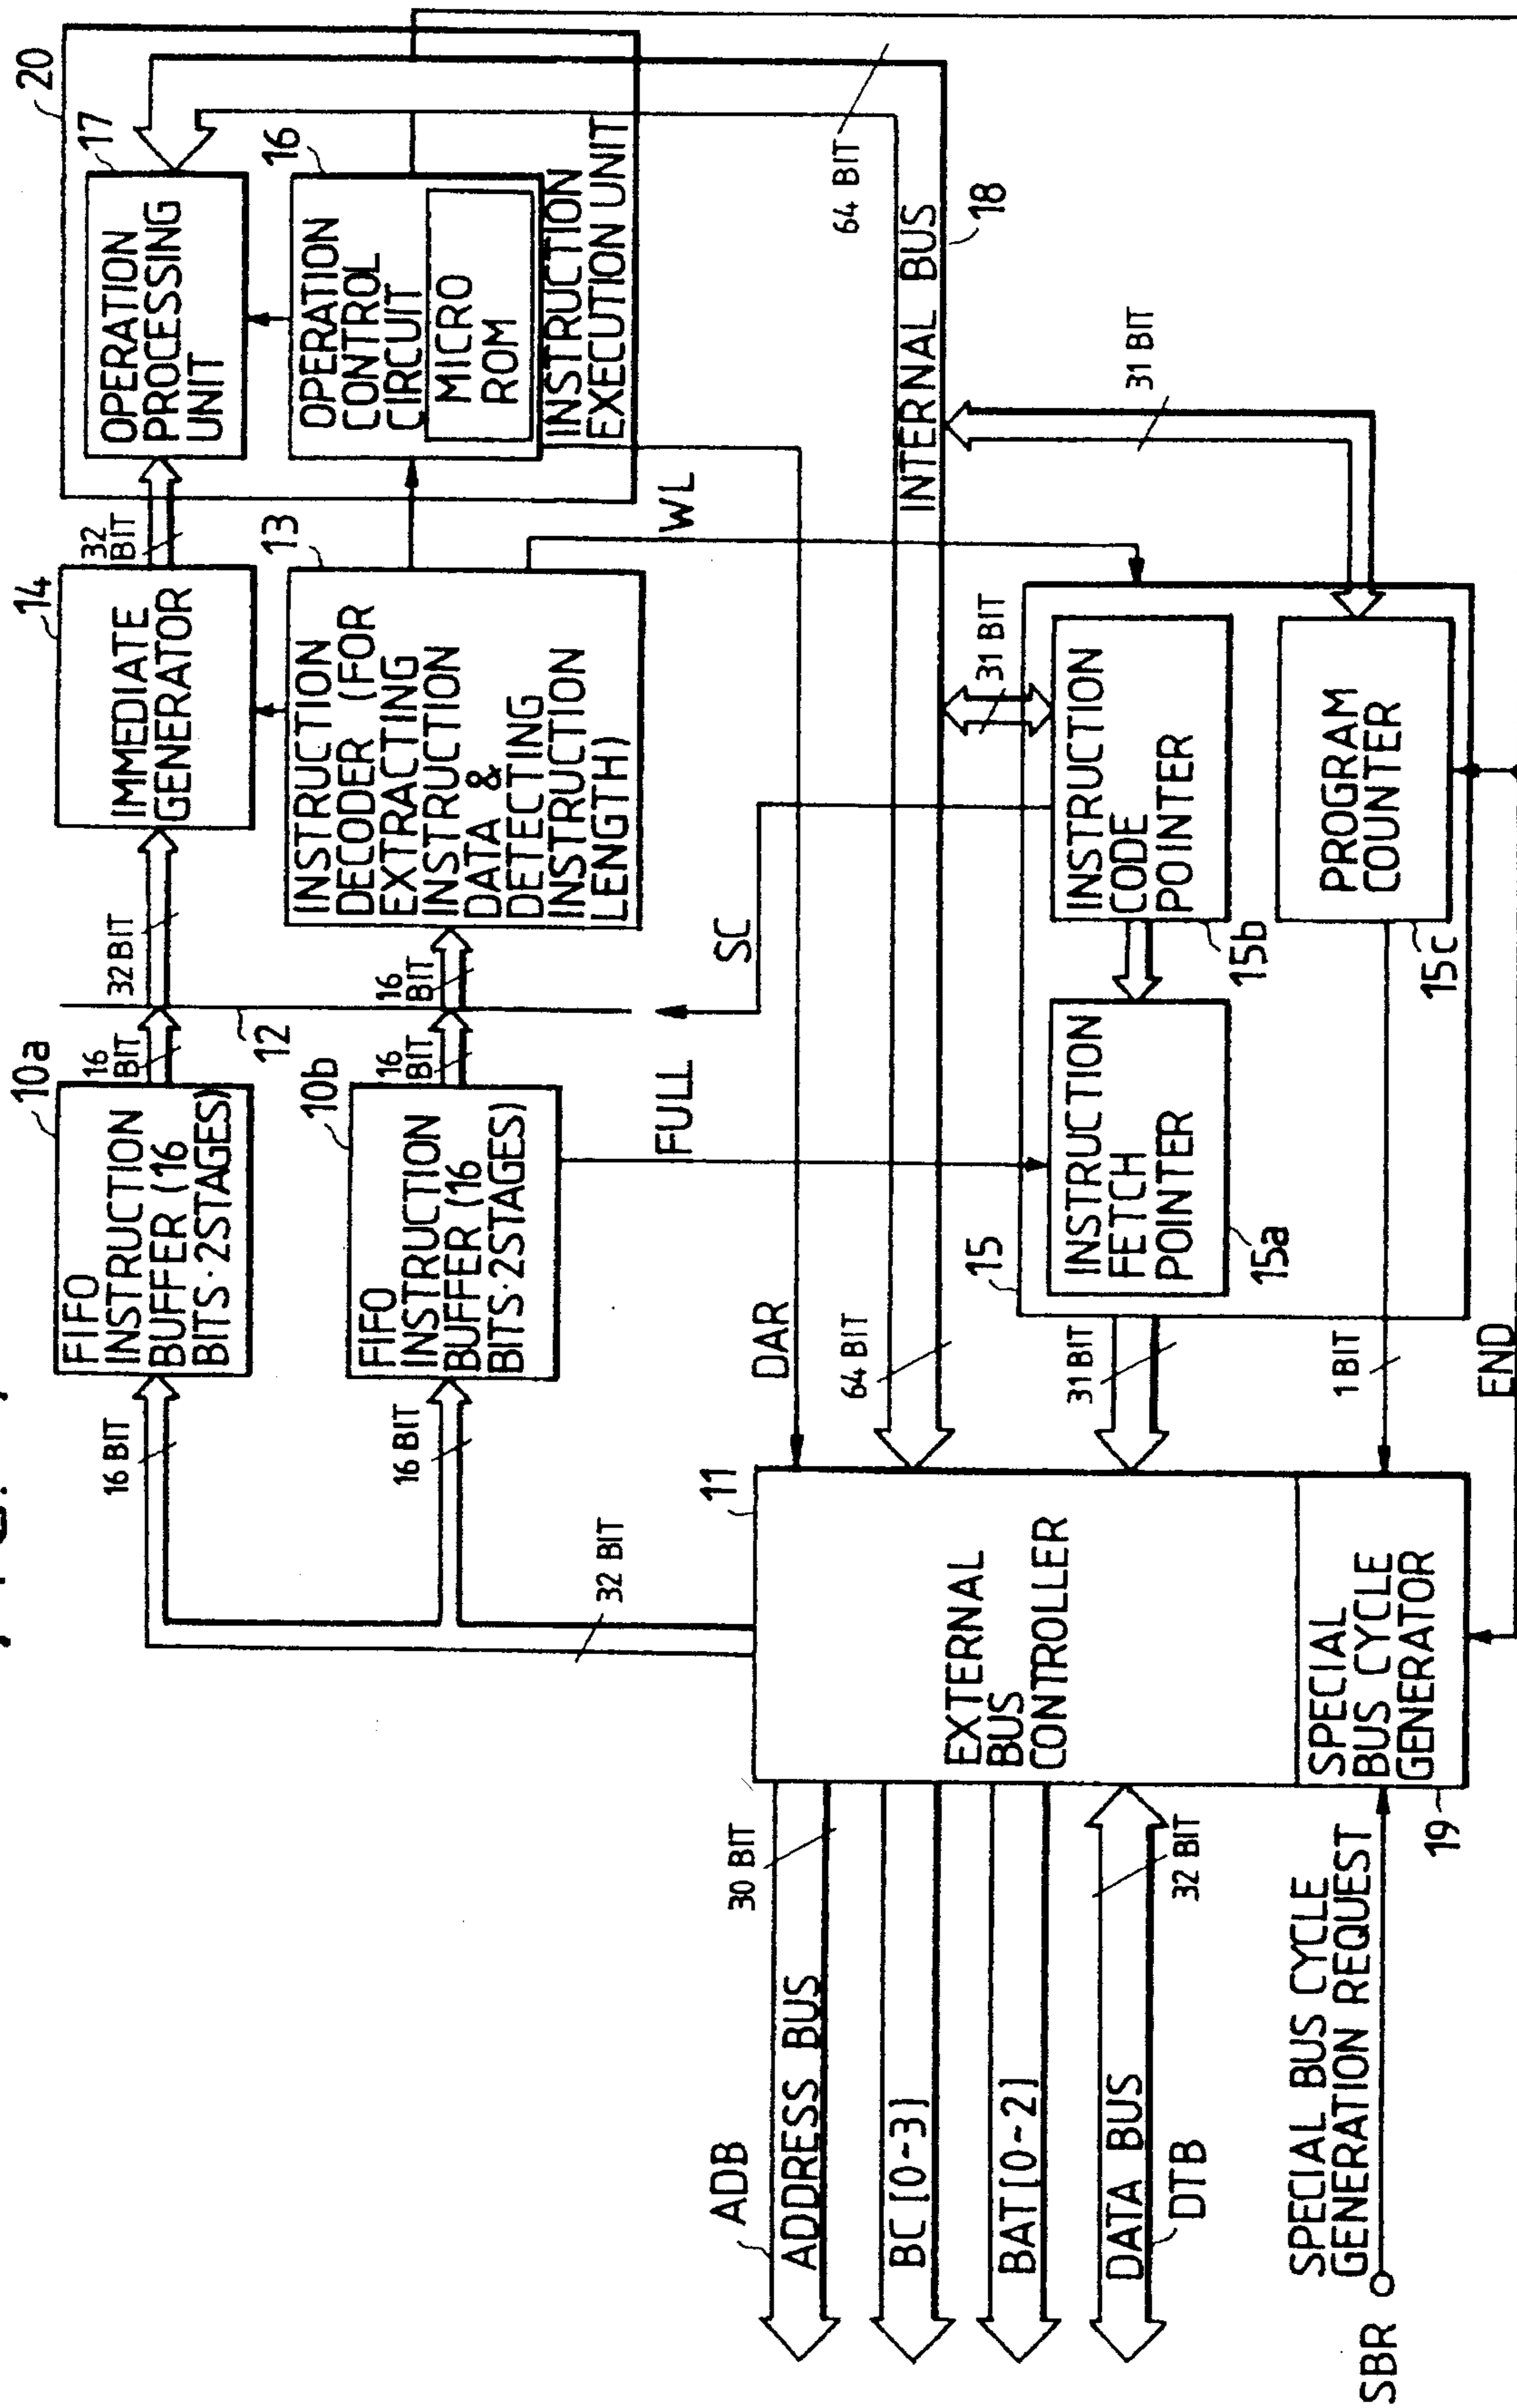 10a
FIFO
INSTRUCTION
BUFFER (16
BITS·2STAGES)
16 BIT
16
BIT
12
32 BIT
14
IMMEDIATE
GENERATOR
32
BIT
20
17
OPERATION
PROCESSING
UNIT
16
OPERATION
CONTROL
CIRCUIT
MICRO
ROM
INSTRUCTION
EXECUTION UNIT
10b
FIFO
INSTRUCTION
BUFFER (16
BITS·2STAGES)
16 BIT
16
BIT
16
BIT
13
INSTRUCTION
DECODER (FOR
EXTRACTING
INSTRUCTION
DATA &
DETECTING
INSTRUCTION
LENGTH)
32 BIT
FULL
SC
WL
DAR
64 BIT
INTERNAL BUS
64 BIT
18
11
EXTERNAL
BUS
CONTROLLER
31 BIT
15
INSTRUCTION
FETCH
POINTER
15a
INSTRUCTION
CODE
POINTER
15b
31 BIT
31 BIT
PROGRAM
COUNTER
15c
1 BIT
END
SPECIAL
BUS CYCLE
GENERATOR
19
ADB
ADDRESS BUS
30 BIT
BC [0~3]
BAT [0~2]
DATA BUS
32 BIT
DTB
SPECIAL BUS CYCLE
GENERATION REQUEST
SBR